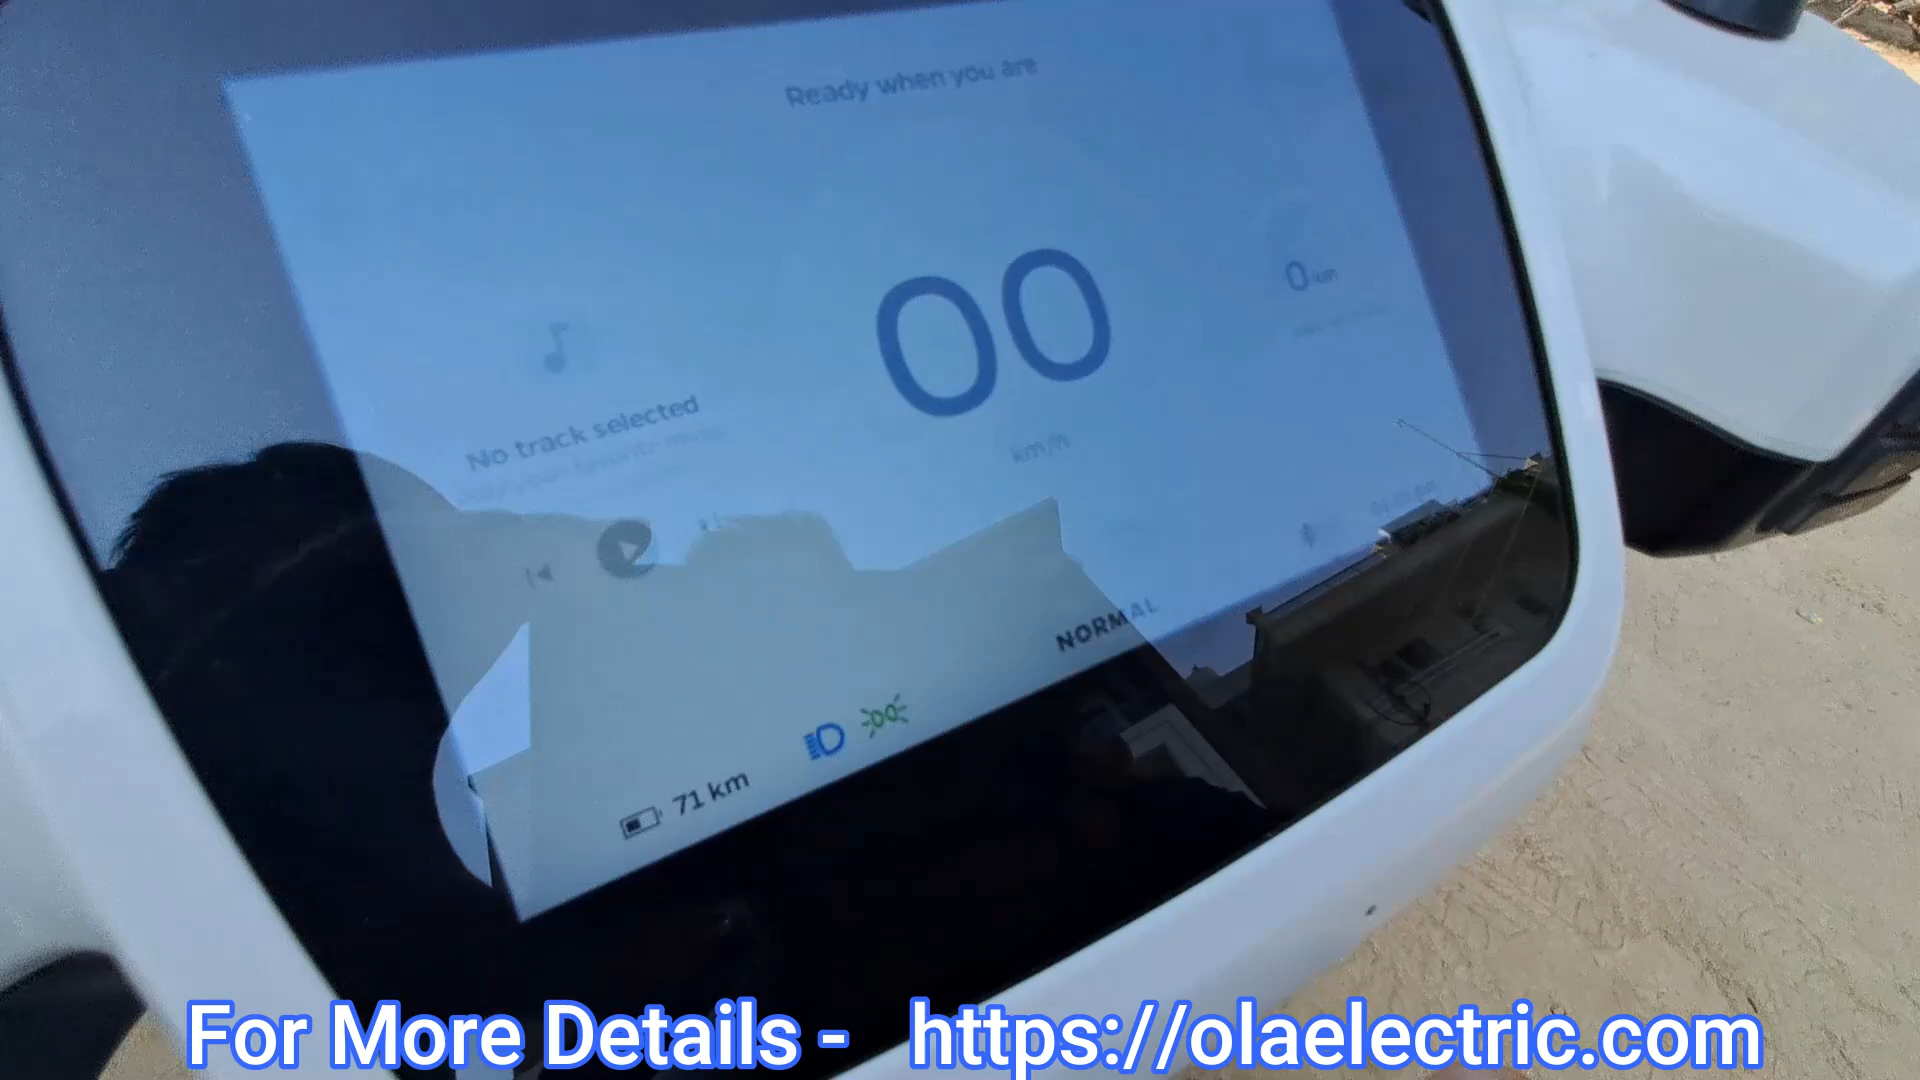 Ready when you are
00
km/h
0 km
No track selected
NORMAL
71 km
For More Details - https://olaelectric.com